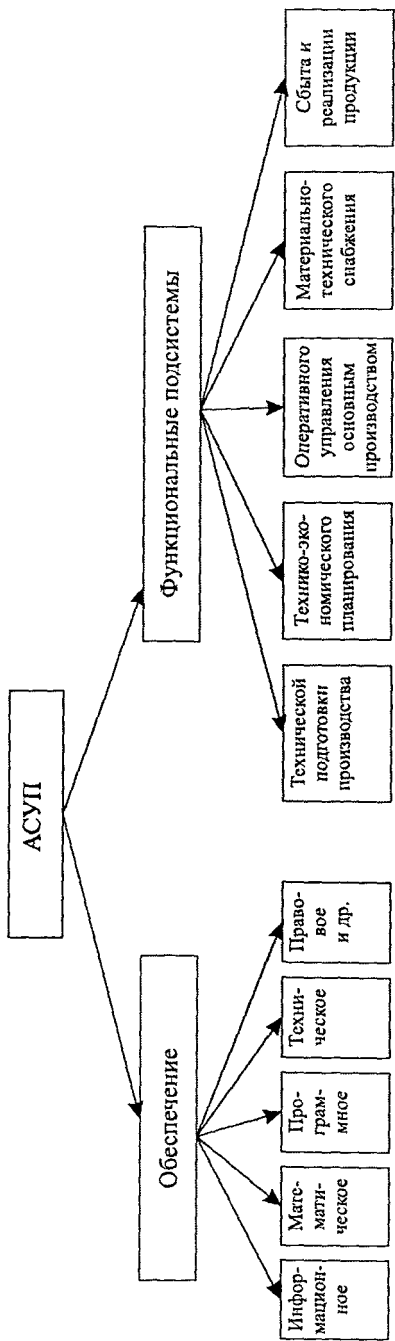 АСУП
Обеспечение
Функциональные подсистемы
Инфор-
мацион-
ное
Мате-
мати-
ческое
Про-
грам-
мное
Техни-
ческое
Право-
вое
и др.
Технической
подготовки
производства
Технико-эко-
номического
планирования
Оперативного
управления
основным
производством
Материально-
технического
снабжения
Сбыта и
реализации
продукции